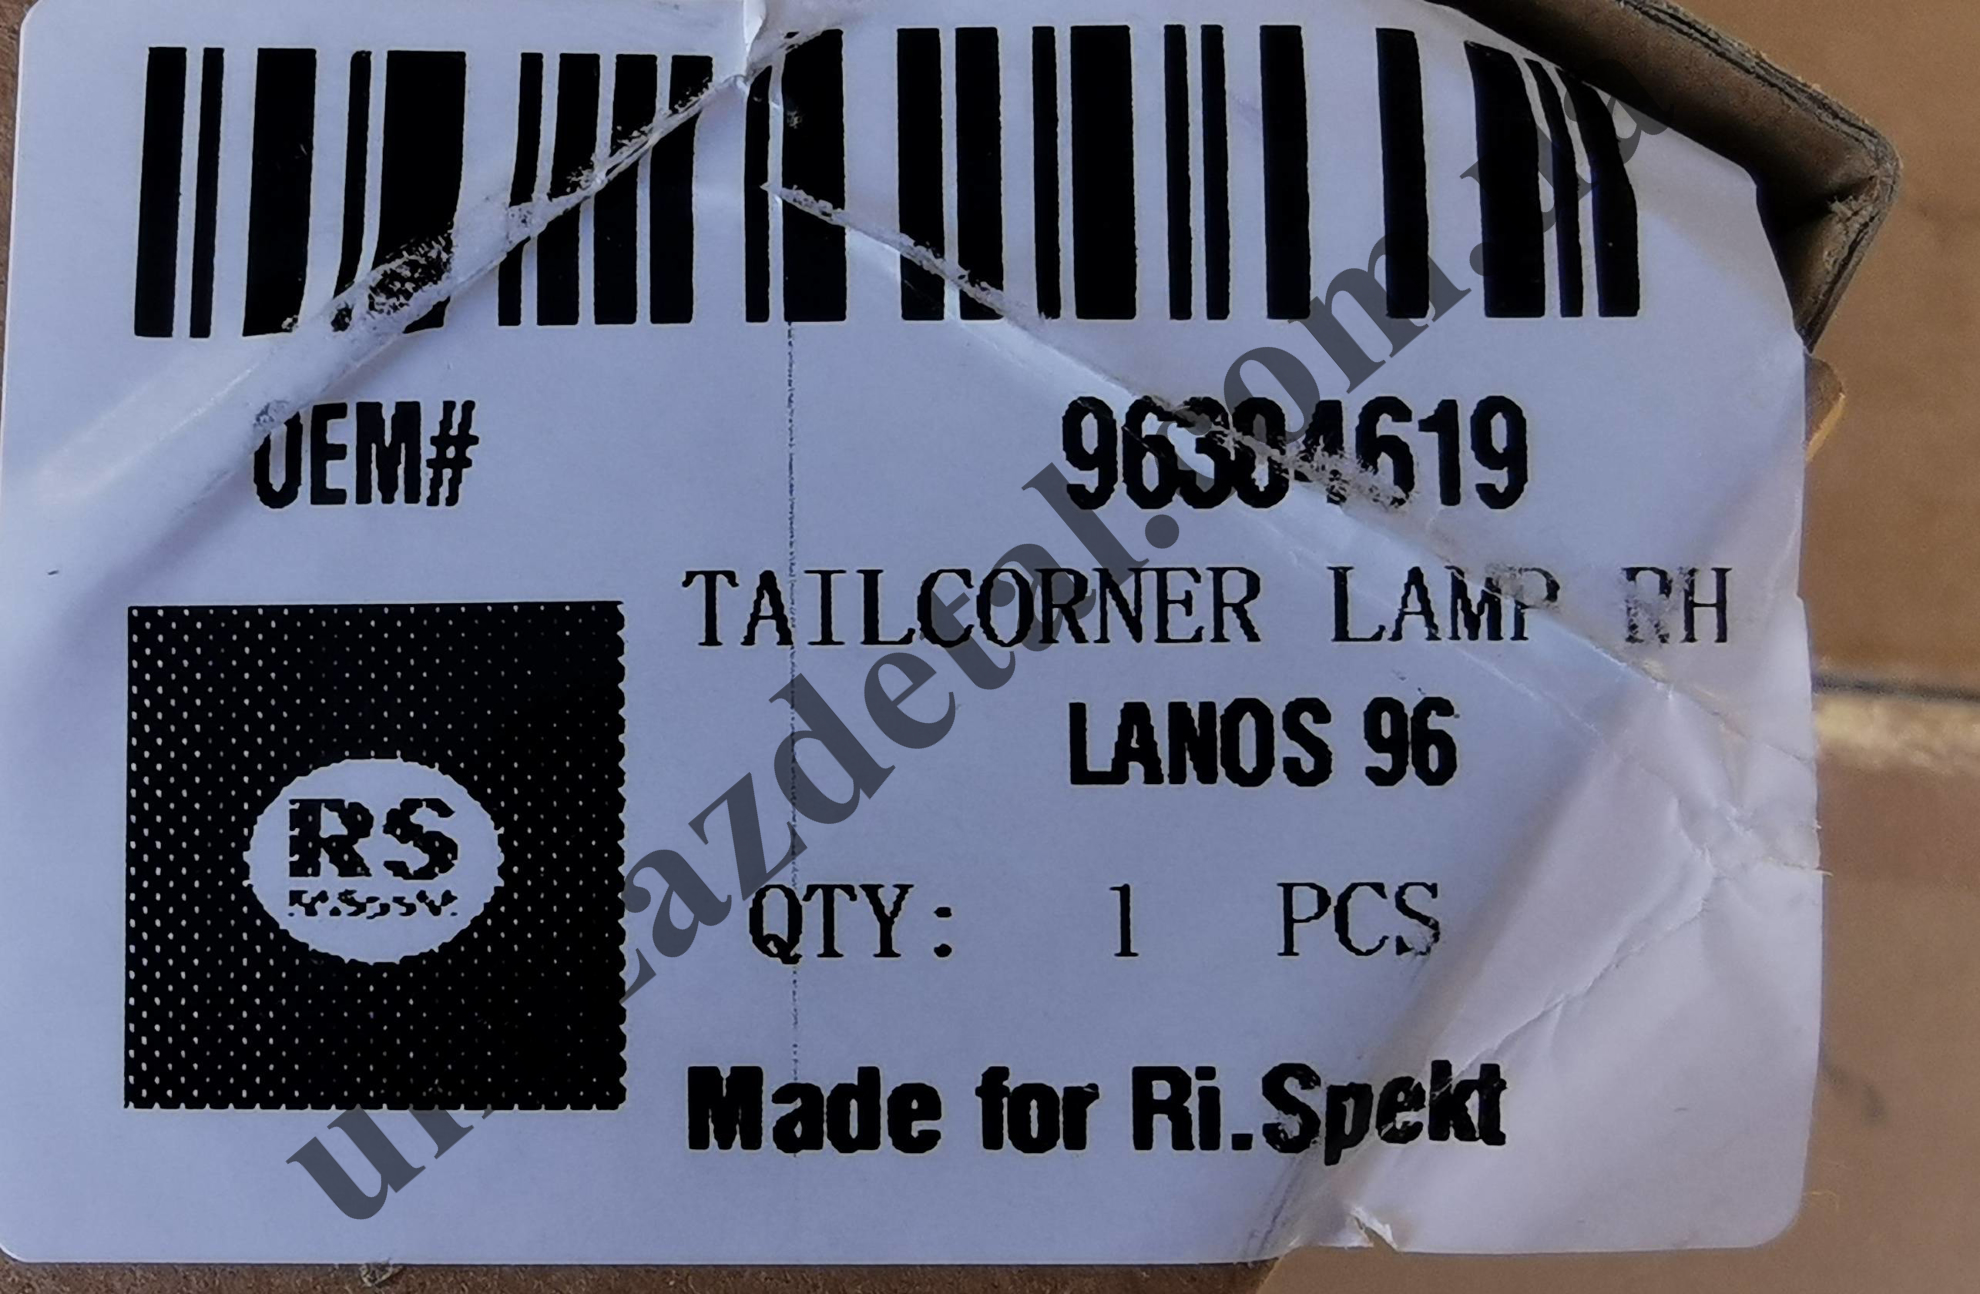 OEM# 96304619
TAILCORNER LAMP RH
LANOS 96
RS
QTY: 1 PCS
Made for Ri.Spekt